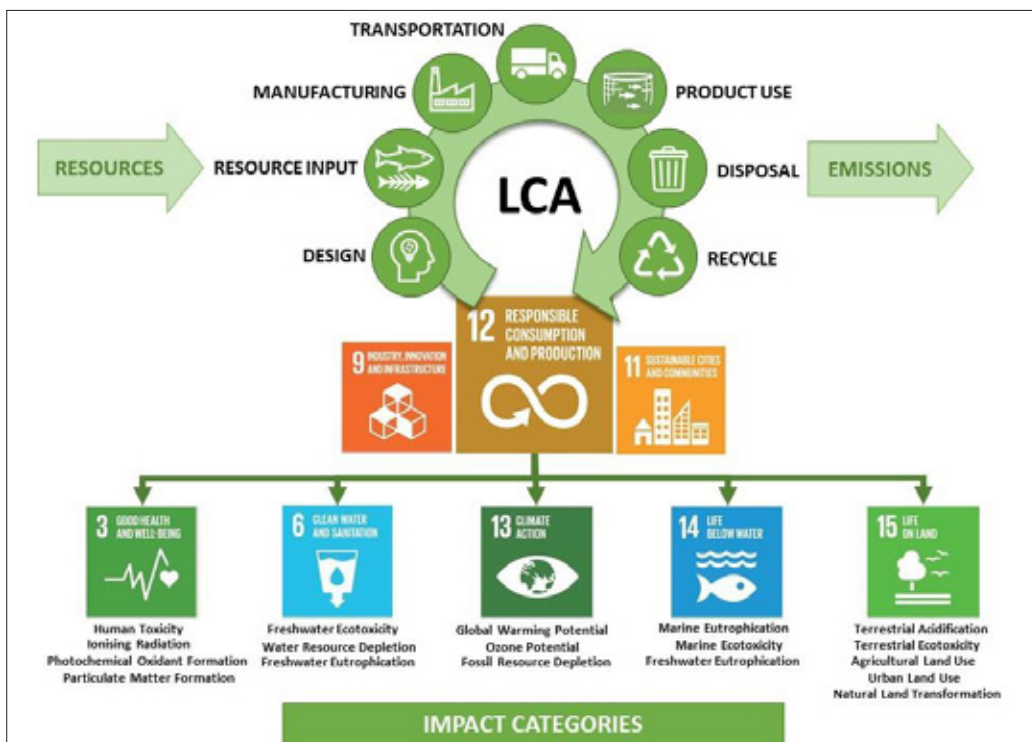 TRANSPORTATION
MANUFACTURING
PRODUCT USE
RESOURCES
RESOURCE INPUT
LCA
DISPOSAL
EMISSIONS
DESIGN
RECYCLE
12 RESPONSIBLE
CONSUMPTION
AND PRODUCTION
9 INDUSTRY, INNOVATION
AND INFRASTRUCTURE
11 SUSTAINABLE CITIES
AND COMMUNITIES
3 GOOD HEALTH
AND WELL-BEING
6 CLEAN WATER
AND SANITATION
13 CLIMATE
ACTION
14 LIFE
BELOW WATER
15 LIFE
ON LAND
Human Toxicity
Ionising Radiation
Photochemical Oxidant Formation
Particulate Matter Formation
Freshwater Ecotoxicity
Water Resource Depletion
Freshwater Eutrophication
Global Warming Potential
Ozone Potential
Fossil Resource Depletion
Marine Eutrophication
Marine Ecotoxicity
Freshwater Eutrophication
Terrestrial Acidification
Terrestrial Ecotoxicity
Agricultural Land Use
Urban Land Use
Natural Land Transformation
IMPACT CATEGORIES